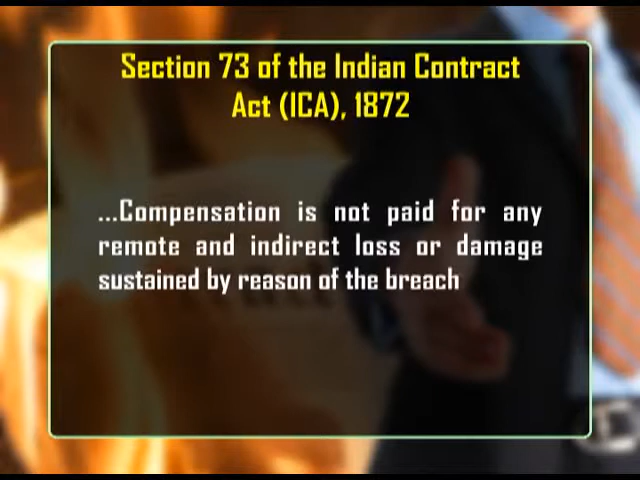 Section 73 of the Indian Contract
Act (ICA), 1872
...Compensation is not paid for any
remote and indirect loss or damage
sustained by reason of the breach